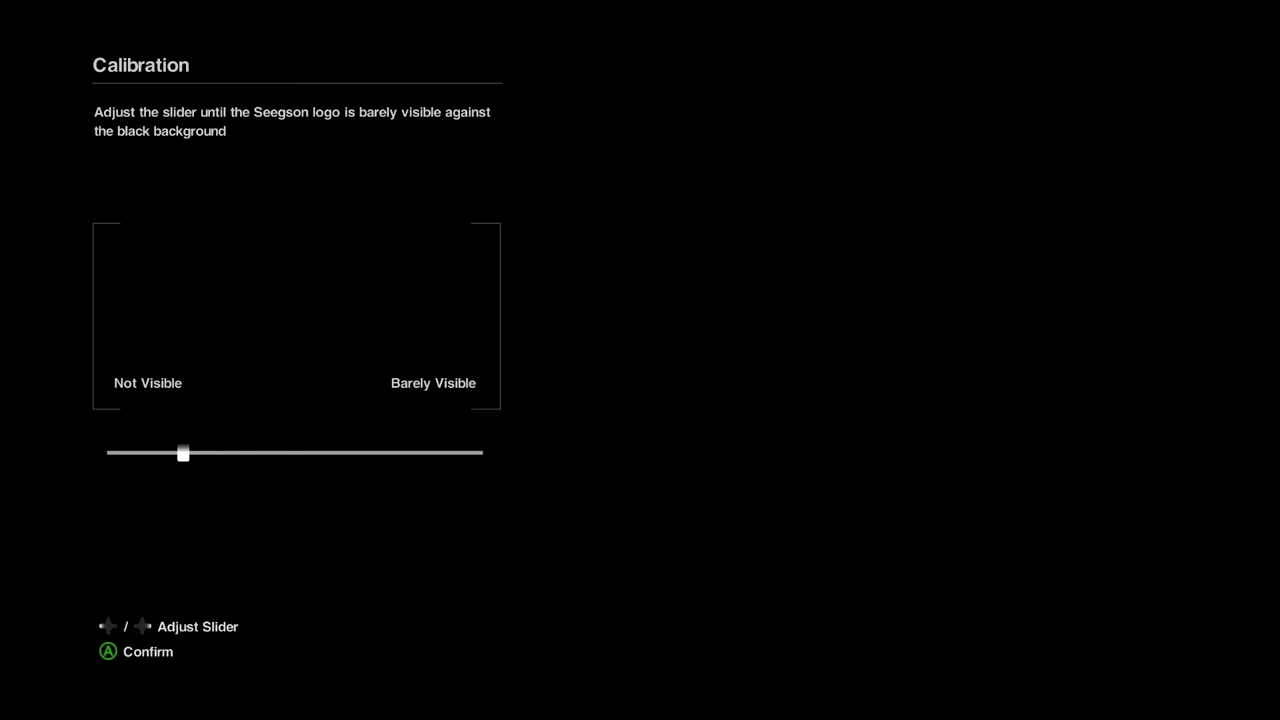 Calibration
Adjust the slider until the Seegson logo is barely visible against
the black background
Not Visible
Barely Visible
/ Adjust Slider
A Confirm